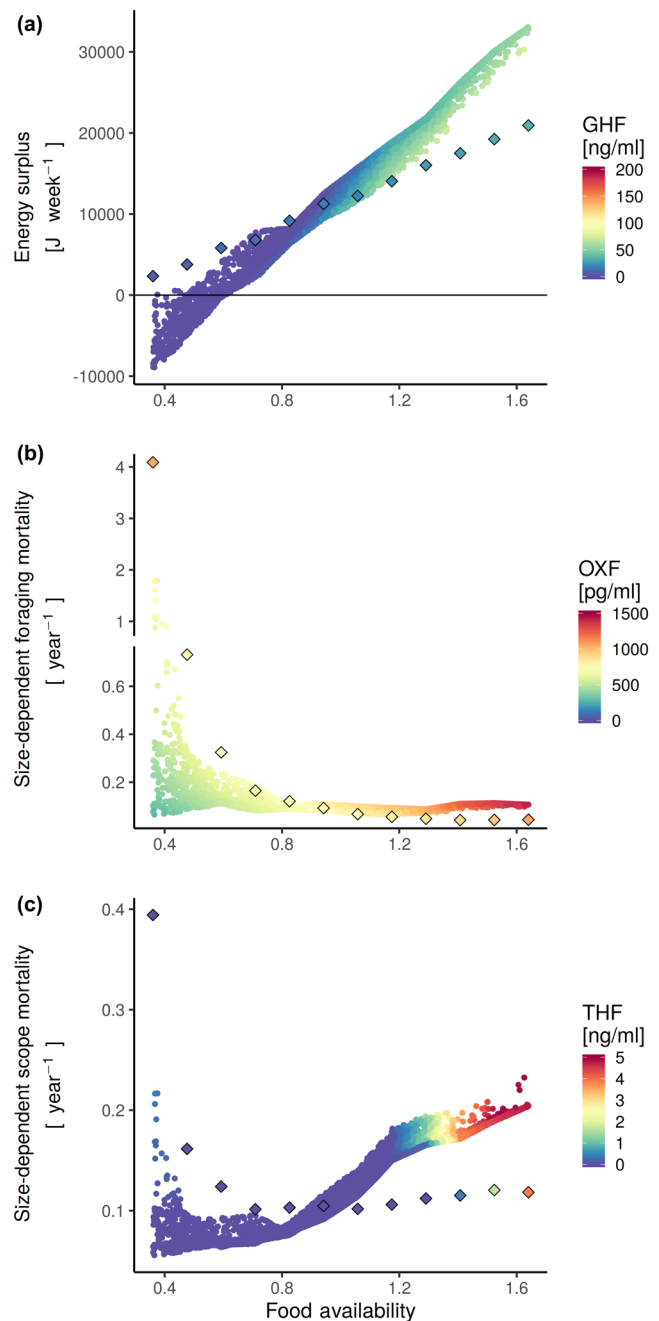 (a)
Energy surplus
[J week⁻¹]
30000
20000
10000
0
-10000
0.4 0.8 1.2 1.6
GHF
[ng/ml]
200
150
100
50
0
(b)
Size-dependent foraging mortality
[ year⁻¹ ]
4
3
2
1
0.6
0.4
0.2
0.4 0.8 1.2 1.6
OXF
[pg/ml]
1500
1000
500
0
(c)
Size-dependent scope mortality
[ year⁻¹ ]
0.4
0.3
0.2
0.1
0.4 0.8 1.2 1.6
Food availability
THF
[ng/ml]
5
4
3
2
1
0